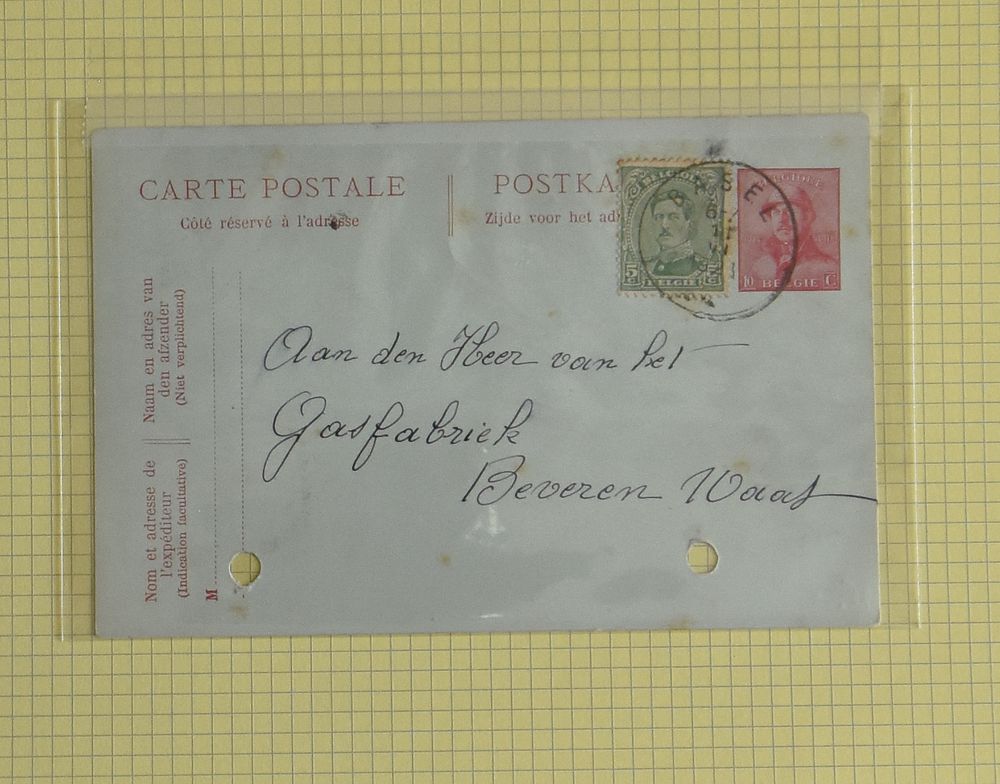 CARTE POSTALE
Côté réservé à l'adresse
POSTKA
Zijde voor het ad
BELGIQUE
5 C 5 C
BELGIE
BELGIQUE
10 BELGIE C
Naam en adres van
den afzender
(Niet verplichtend)
Nom et adresse de
l'expéditeur
(Indication facultative)
M
Aan den Heer van het
Gasfabriek
Beveren Waas